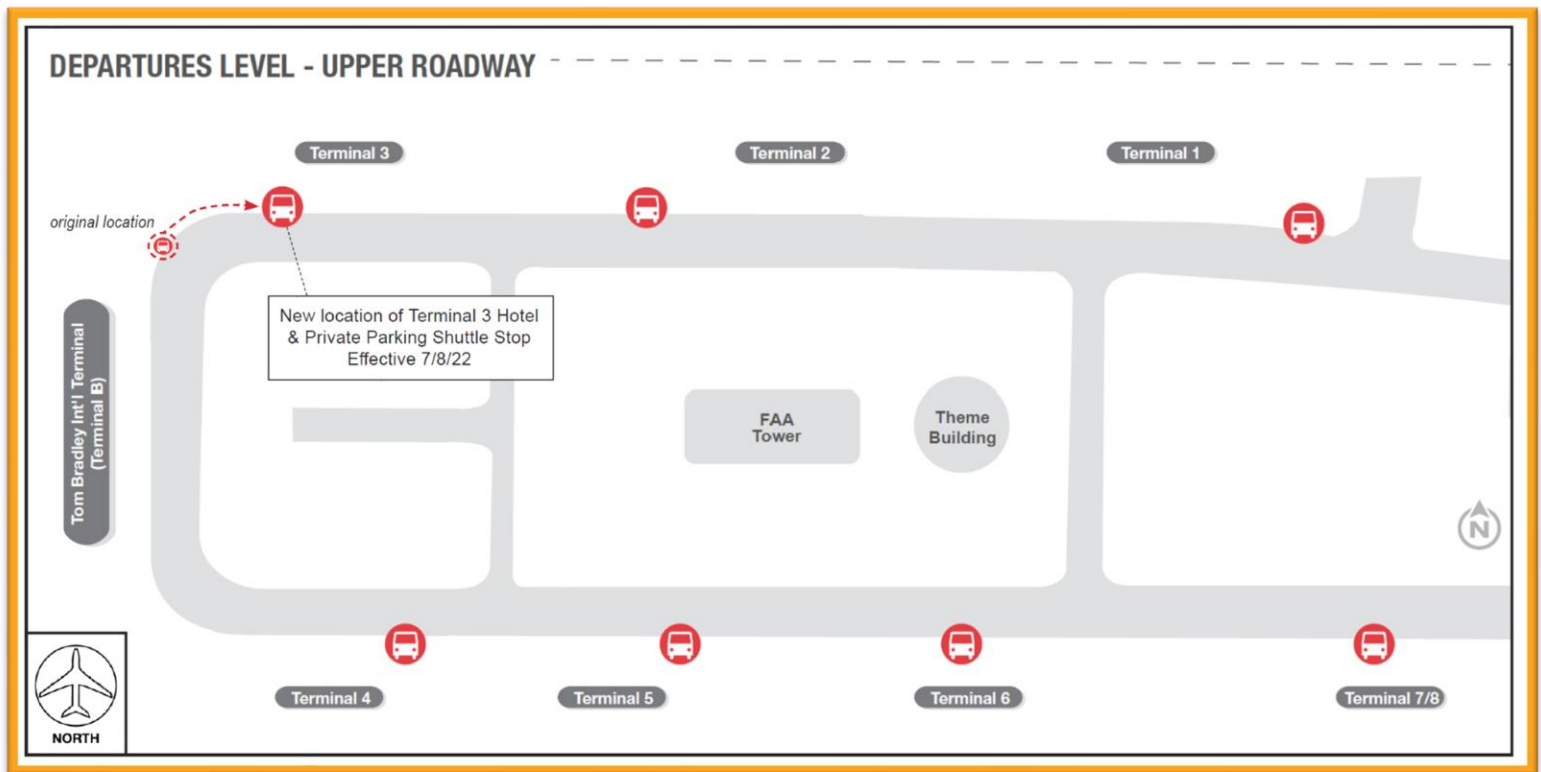 DEPARTURES LEVEL - UPPER ROADWAY
Terminal 3
Terminal 2
Terminal 1
original location
New location of Terminal 3 Hotel
& Private Parking Shuttle Stop
Effective 7/8/22
Tom Bradley Int'l Terminal
(Terminal B)
FAA
Tower
Theme
Building
N
Terminal 4
Terminal 5
Terminal 6
Terminal 7/8
NORTH